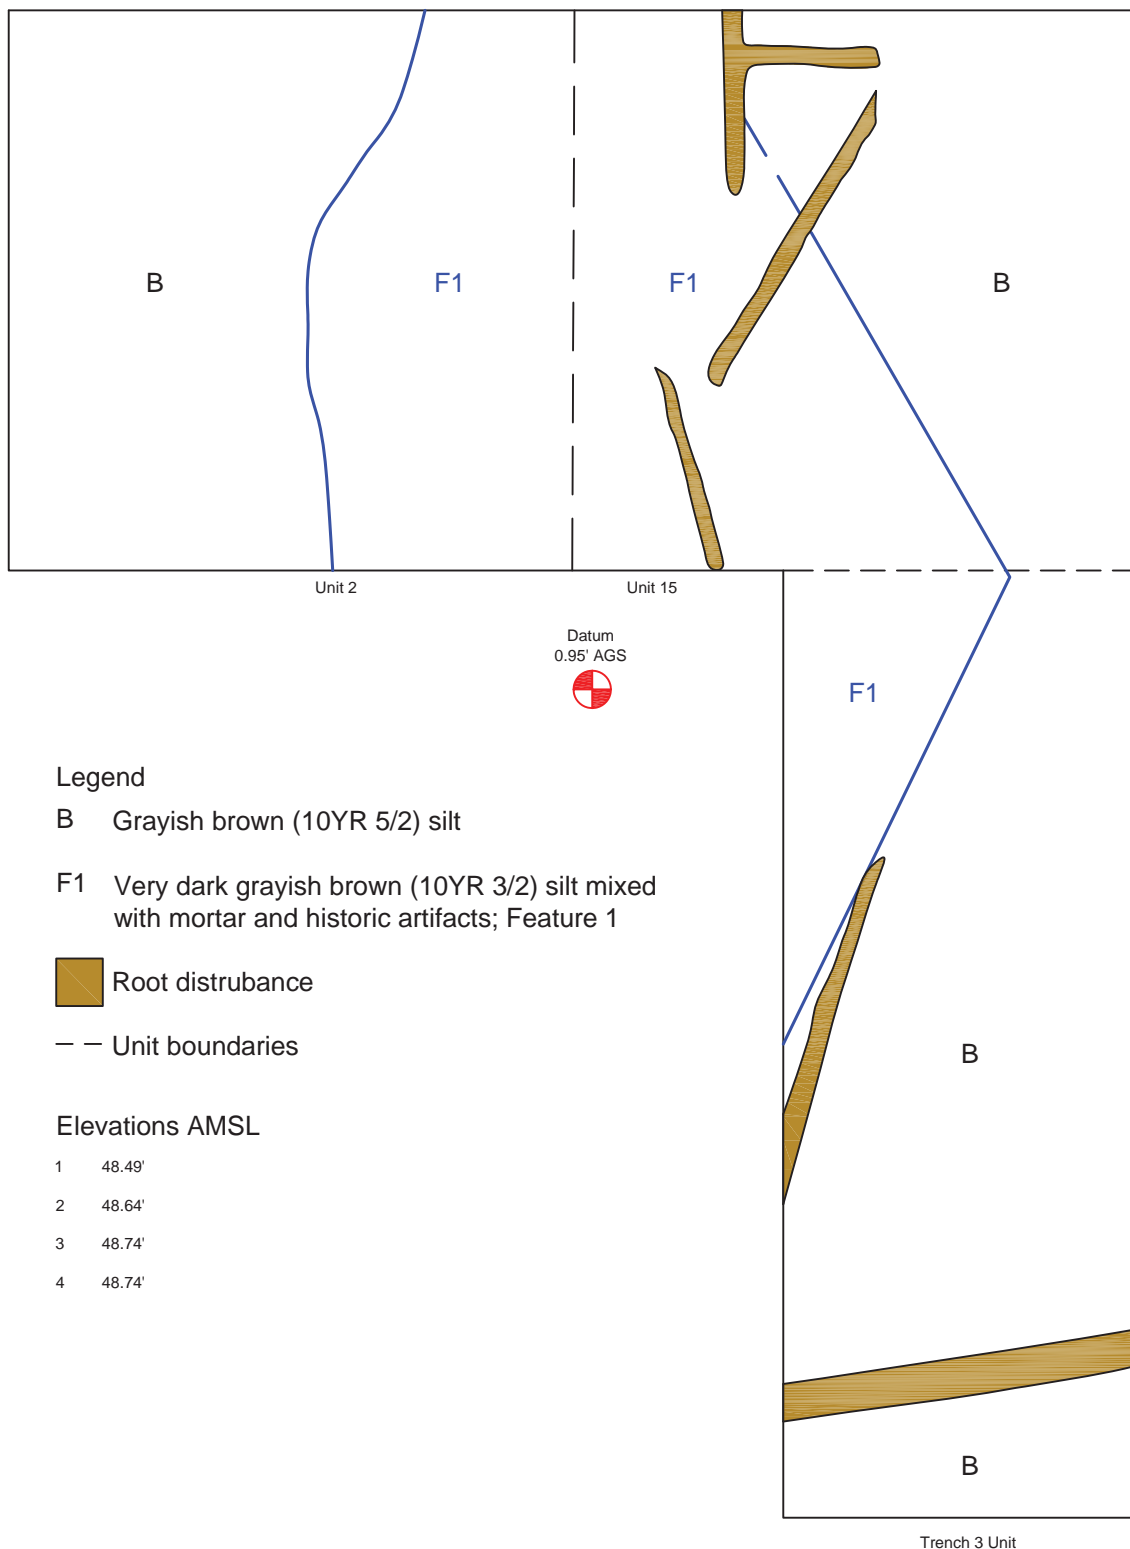 B
F1
F1
B
Unit 2
Unit 15
Datum
0.95' AGS
F1
Legend
B Grayish brown (10YR 5/2) silt
F1 Very dark grayish brown (10YR 3/2) silt mixed
with mortar and historic artifacts; Feature 1
Root distrubance
Unit boundaries
B
Elevations AMSL
1 48.49'
2 48.64'
3 48.74'
4 48.74'
B
Trench 3 Unit